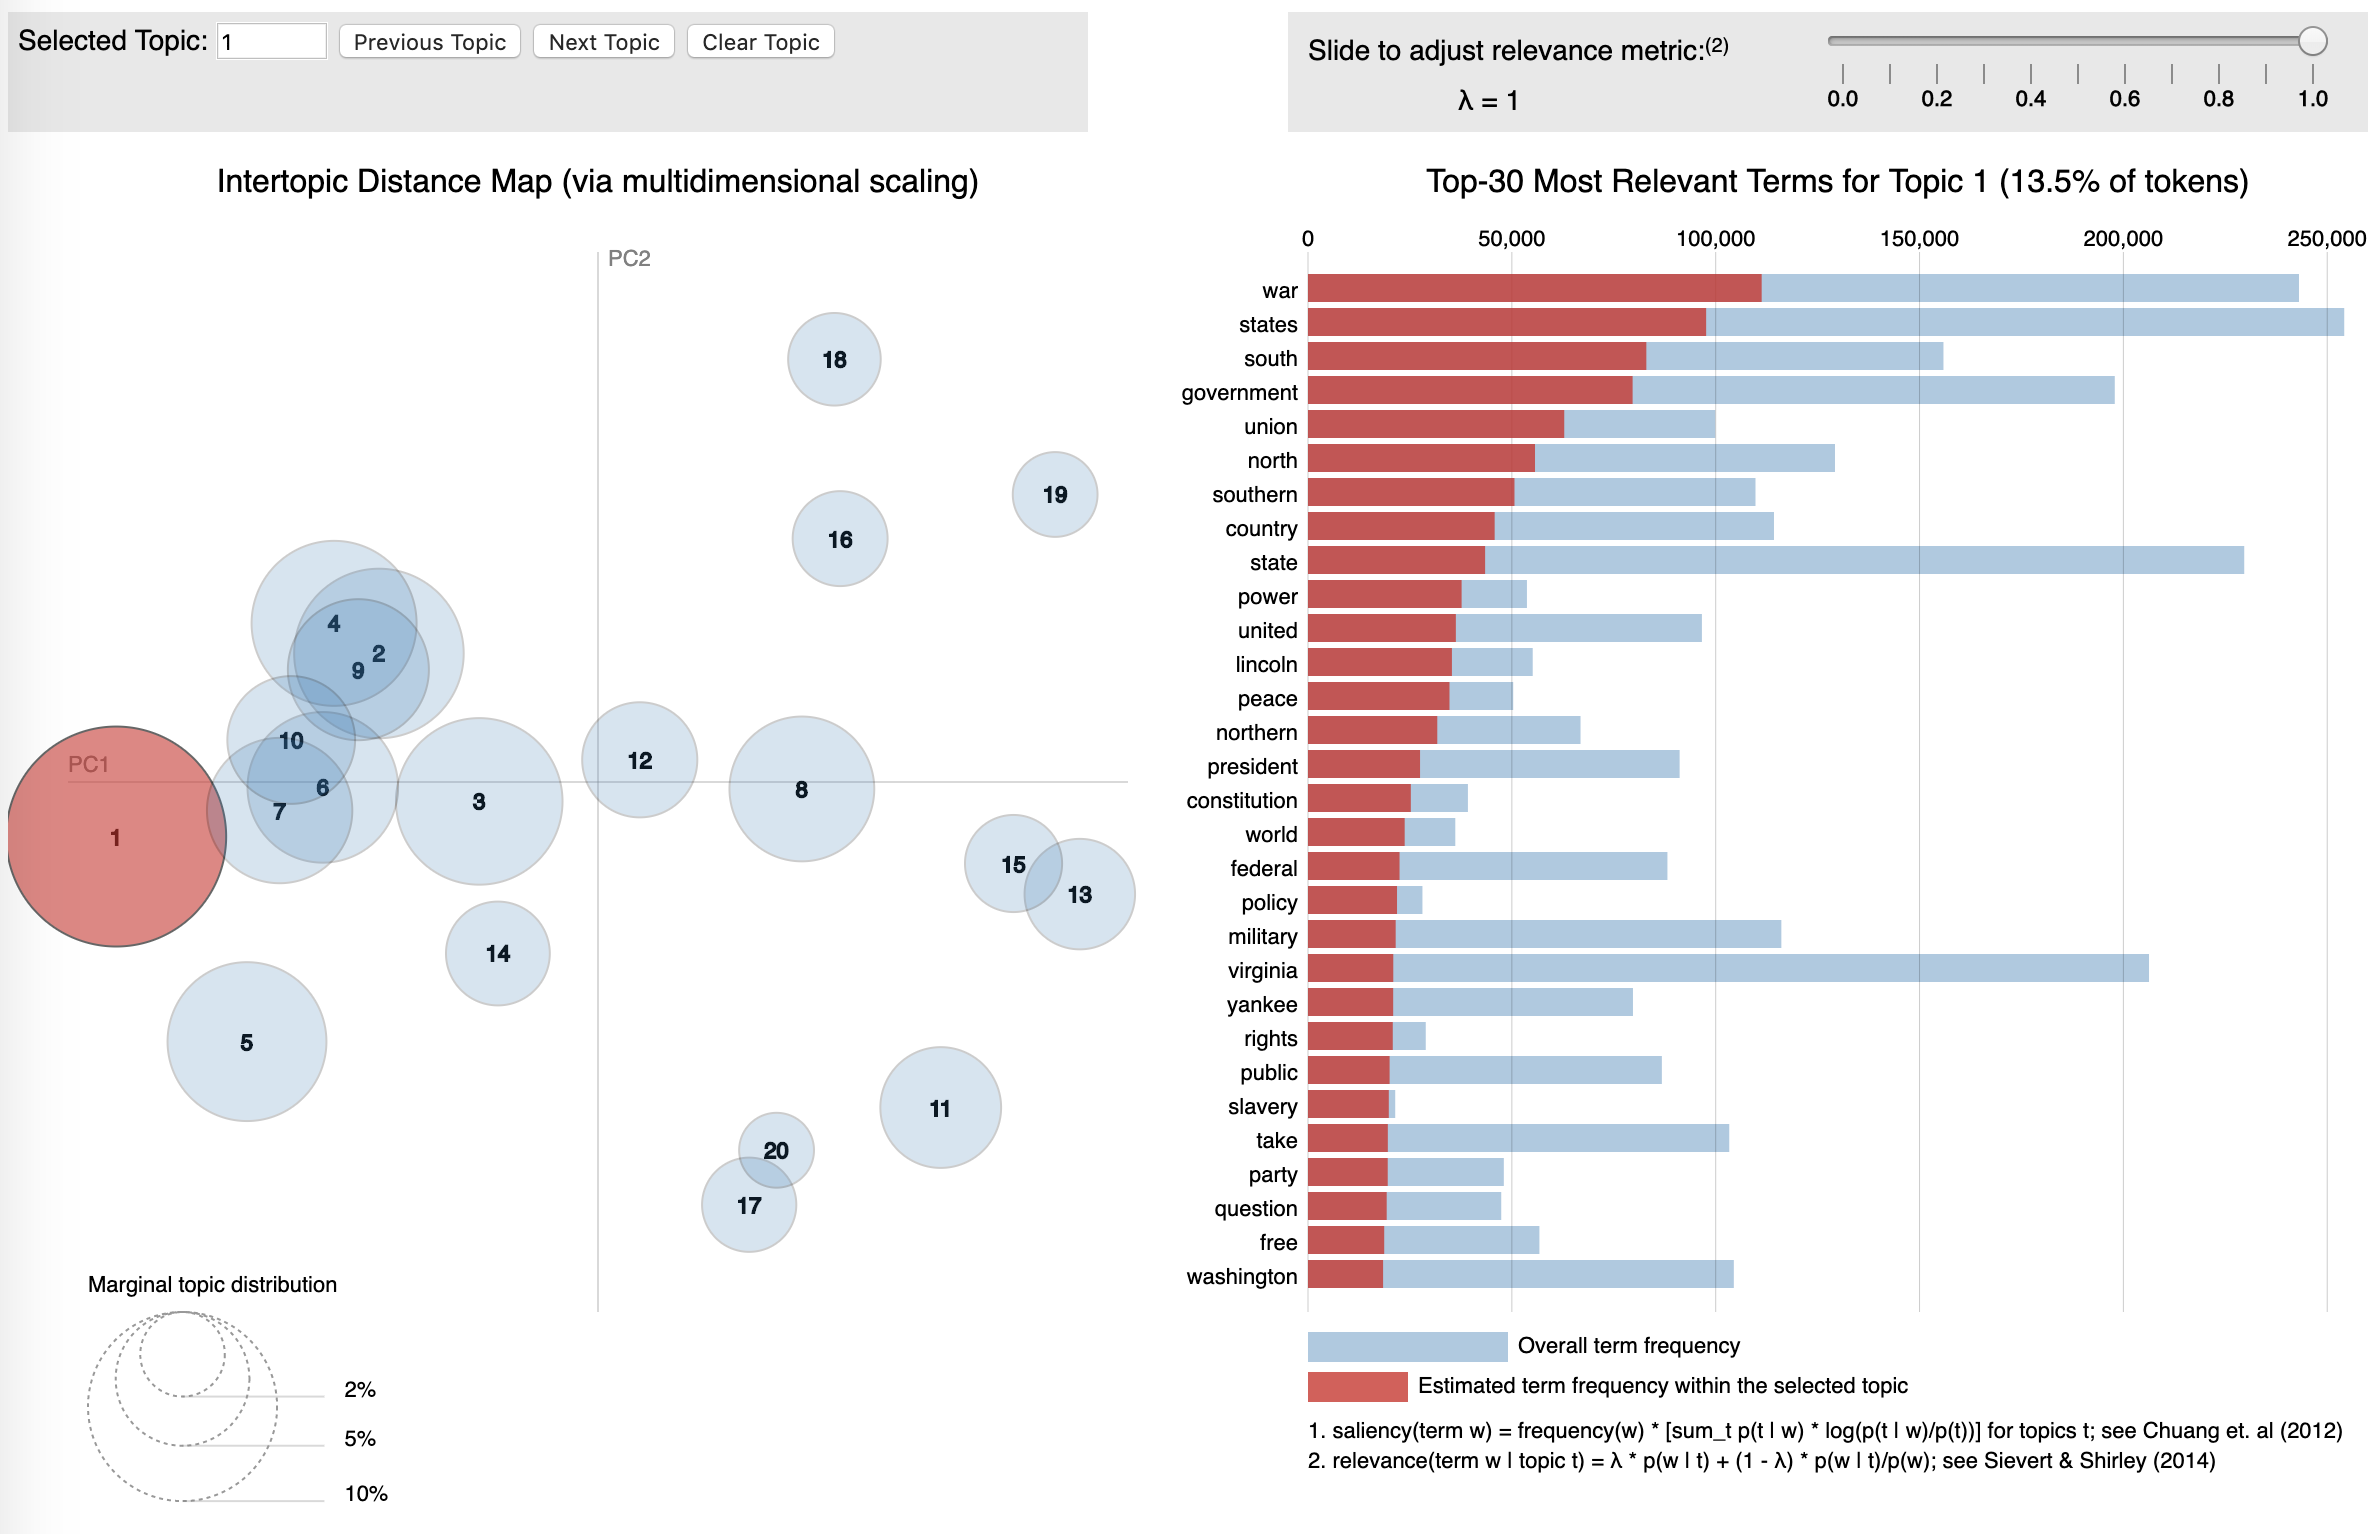 Selected Topic: 1 Previous Topic Next Topic Clear Topic
Slide to adjust relevance metric:(2)
λ = 1
0.0 0.2 0.4 0.6 0.8 1.0
Intertopic Distance Map (via multidimensional scaling)
PC2
PC1
18
19
16
4
2
9
10
12
6
8
3
7
1
15
13
14
5
11
20
17
Marginal topic distribution
2%
5%
10%
Top-30 Most Relevant Terms for Topic 1 (13.5% of tokens)
0 50,000 100,000 150,000 200,000 250,000
war
states
south
government
union
north
southern
country
state
power
united
lincoln
peace
northern
president
constitution
world
federal
policy
military
virginia
yankee
rights
public
slavery
take
party
question
free
washington
Overall term frequency
Estimated term frequency within the selected topic
1. saliency(term w) = frequency(w) * [sum_t p(t | w) * log(p(t | w)/p(t))] for topics t; see Chuang et. al (2012)
2. relevance(term w | topic t) = λ * p(w | t) + (1 - λ) * p(w | t)/p(w); see Sievert & Shirley (2014)